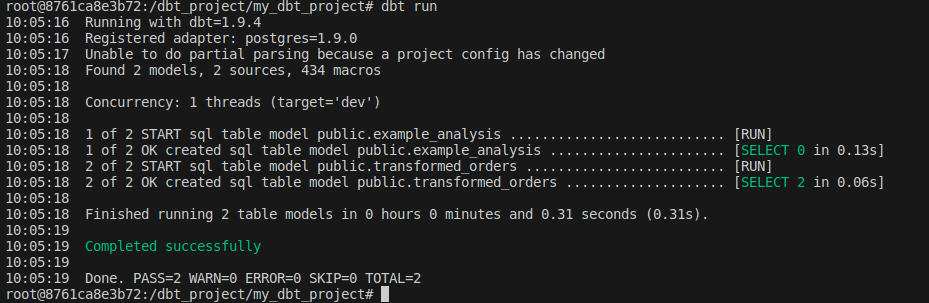 root@8761ca8e3b72:/dbt_project/my_dbt_project# dbt run
10:05:16  Running with dbt=1.9.4
10:05:16  Registered adapter: postgres=1.9.0
10:05:17  Unable to do partial parsing because a project config has changed
10:05:18  Found 2 models, 2 sources, 434 macros
10:05:18
10:05:18  Concurrency: 1 threads (target='dev')
10:05:18
10:05:18  1 of 2 START sql table model public.example_analysis ........................... [RUN]
10:05:18  1 of 2 OK created sql table model public.example_analysis ...................... [SELECT 0 in 0.13s]
10:05:18  2 of 2 START sql table model public.transformed_orders ......................... [RUN]
10:05:18  2 of 2 OK created sql table model public.transformed_orders .................... [SELECT 2 in 0.06s]
10:05:18
10:05:18  Finished running 2 table models in 0 hours 0 minutes and 0.31 seconds (0.31s).
10:05:19
10:05:19  Completed successfully
10:05:19
10:05:19  Done. PASS=2 WARN=0 ERROR=0 SKIP=0 TOTAL=2
root@8761ca8e3b72:/dbt_project/my_dbt_project#